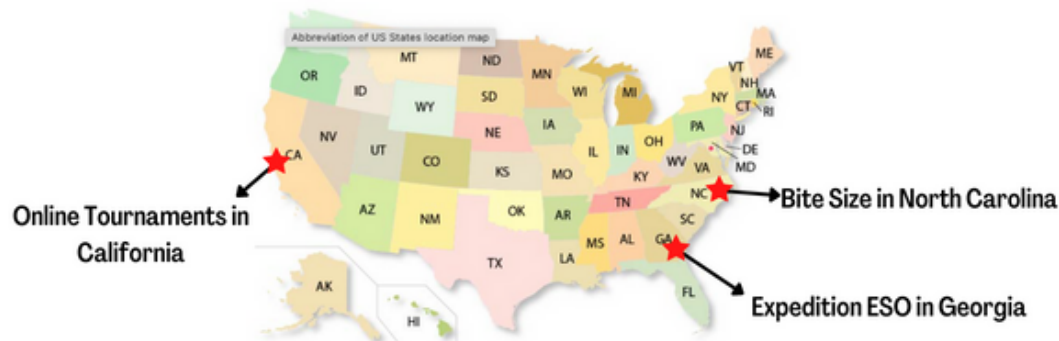 Abbreviation of US States location map
ME
VT
NH
MA
RI
CT
NY
MT
ND
MN
OR
ID
WI
MI
WY
SD
IA
PA
NJ
NE
OH
DE
MD
NV
IL
IN
CA
UT
CO
WV
VA
KS
MO
KY
NC
Bite Size in North Carolina
TN
Online Tournaments in
California
AZ
NM
OK
AR
SC
MS
AL
GA
TX
LA
FL
AK
HI
Expedition ESO in Georgia